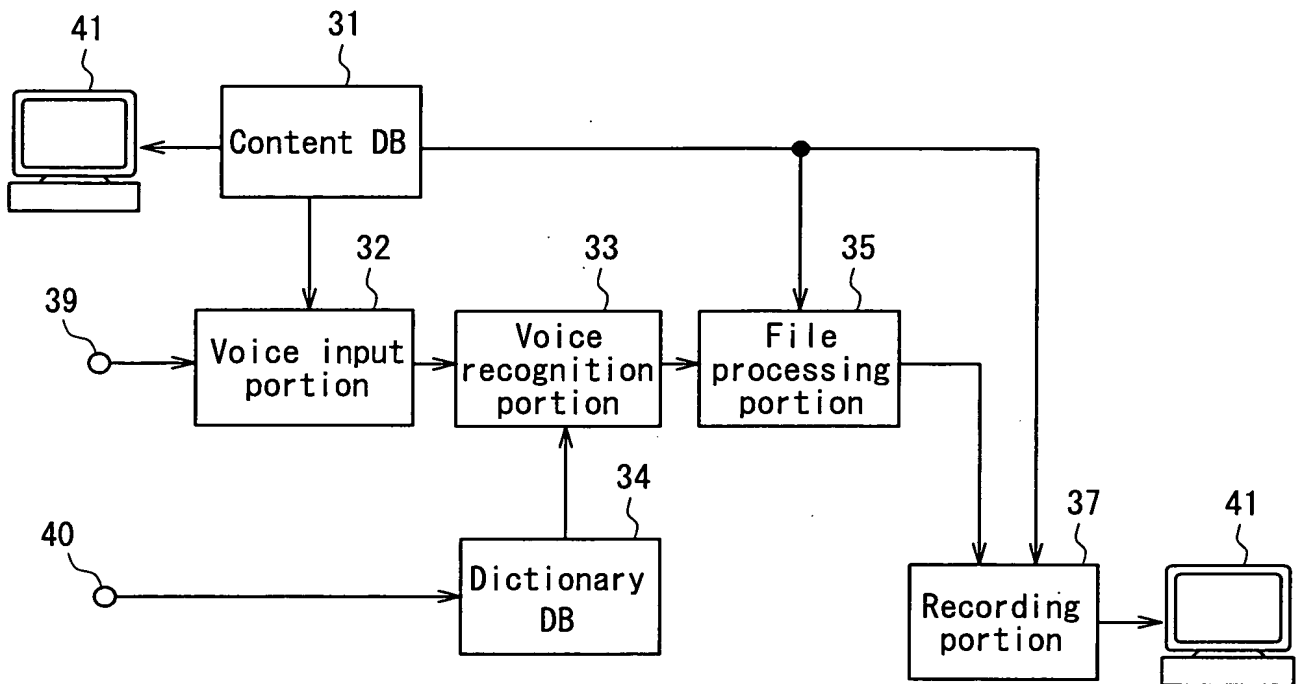 31
41
Content DB
32
33
35
39
Voice input
portion
Voice
recognition
portion
File
processing
portion
34
37
41
40
Dictionary
DB
Recording
portion